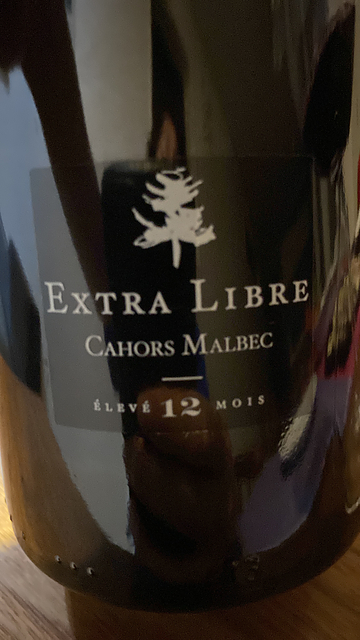 EXTRA LIBRE
CAHORS MALBEC
ÉLEVÉ 12 MOIS